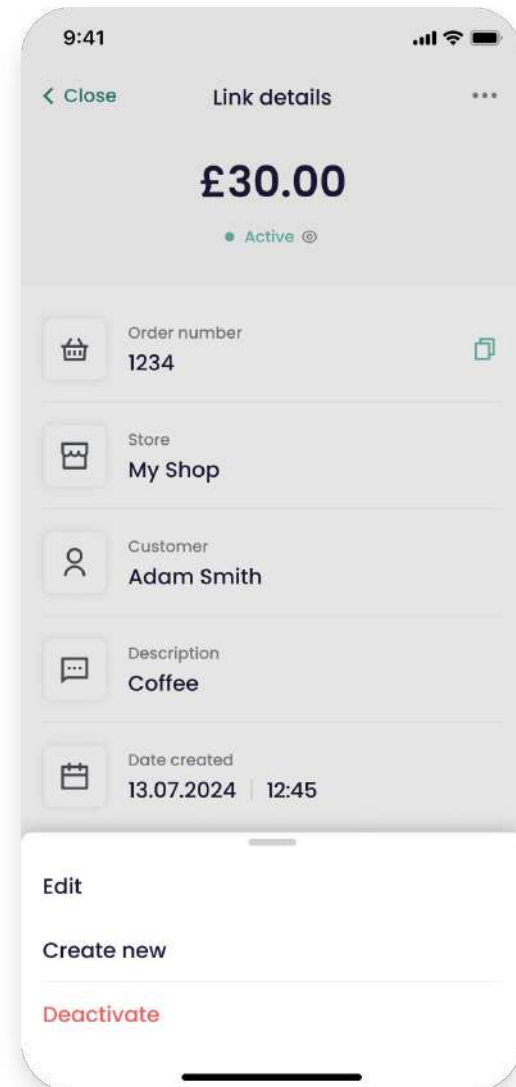 9:41
Close
Link details
£30.00
Active
Order number
1234
Store
My Shop
Customer
Adam Smith
Description
Coffee
Date created
13.07.2024 | 12:45
Edit
Create new
Deactivate